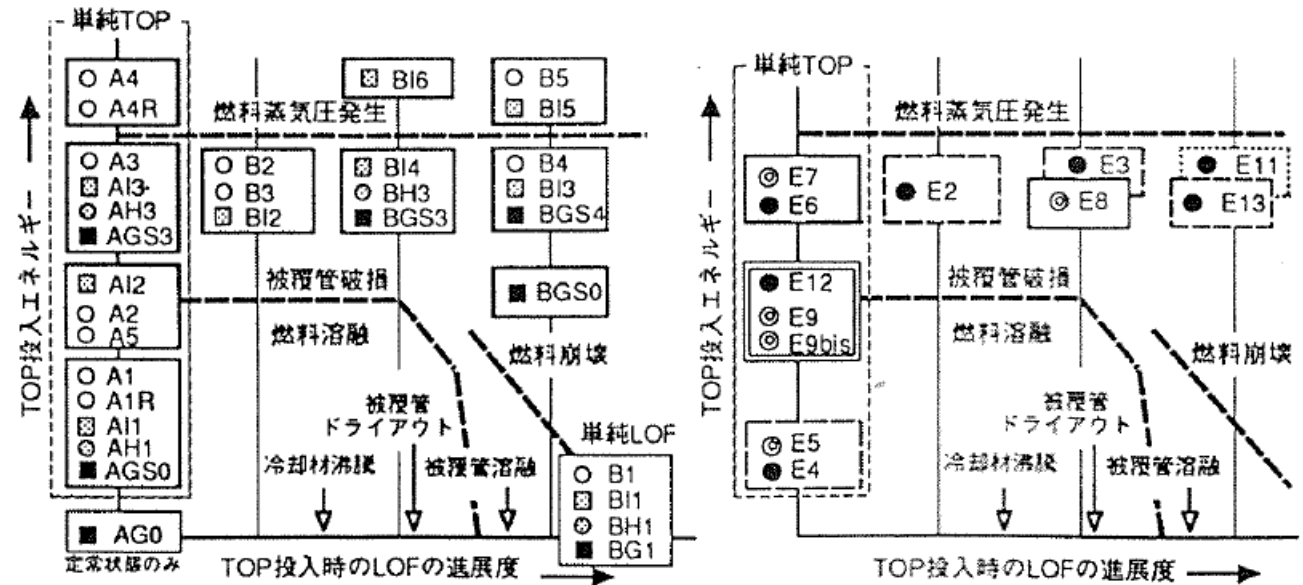 単純TOP
A4
A4R
BI6
B5
BI5
燃料蒸気圧発生
A3
AI3
AH3
AGS3
B2
B3
BI2
BI4
BH3
BGS3
B4
BI3
BGS4
AI2
A2
A5
被覆管破損
燃料溶融
BGS0
燃料崩壊
A1
A1R
AI1
AH1
AGS0
被覆管
ドライアウト
冷却材沸騰
被覆管溶融
単純LOF
B1
BI1
BH1
BG1
AG0
定常状態のみ
TOP投入エネルギー
TOP投入時のLOFの進展度
単純TOP
燃料蒸気圧発生
E7
E6
E2
E3
E8
E11
E13
E12
E9
E9bis
被覆管破損
燃料溶融
燃料崩壊
E5
E4
被覆管
ドライアウト
冷却材沸騰
被覆管溶融
TOP投入エネルギー
TOP投入時のLOFの進展度